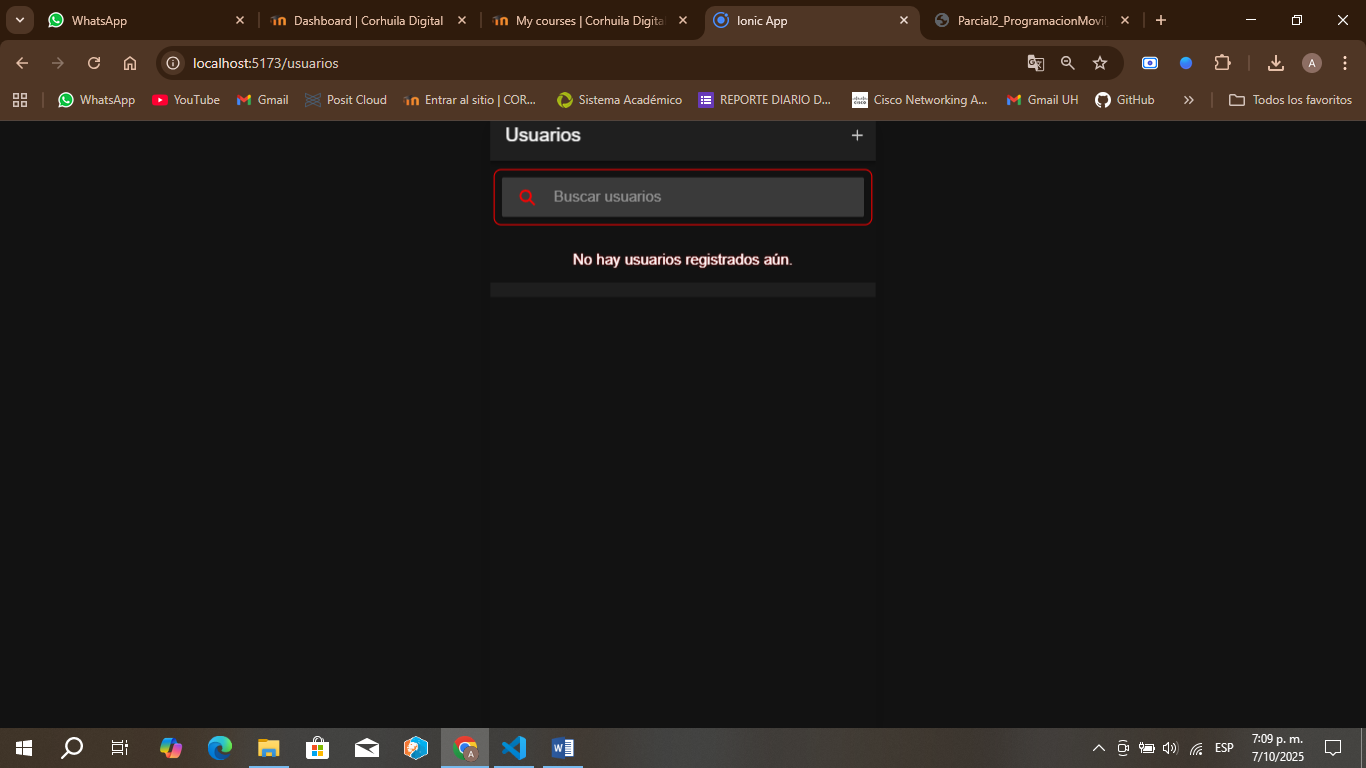 WhatsApp
Dashboard | Corhuila Digital
My courses | Corhuila Digital
Ionic App
Parcial2_ProgramacionMovil
localhost:5173/usuarios
A
WhatsApp
YouTube
Gmail
Posit Cloud
Entrar al sitio | COR...
Sistema Académico
REPORTE DIARIO D...
Cisco Networking A...
Gmail UH
GitHub
Todos los favoritos
Usuarios
Buscar usuarios
No hay usuarios registrados aún.
ESP
7:09 p. m.
7/10/2025